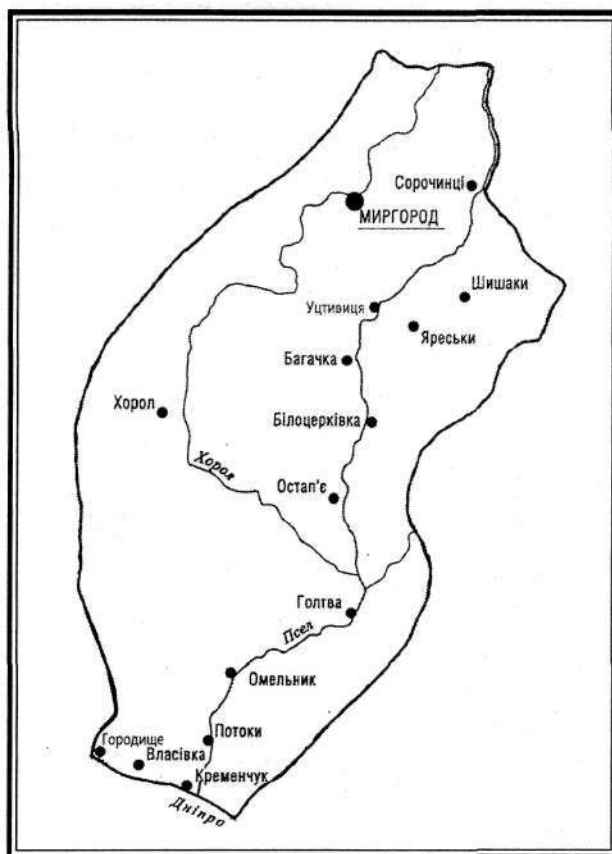 Сорочинці
МИРГОРОД
Шишаки
Уцтивиця
Яреськи
Багачка
Хорол
Білоцерківка
Хорол
Остап'є
Голтва
Псел
Омельник
Потоки
Городище
Власівка
Кременчук
Дніпро